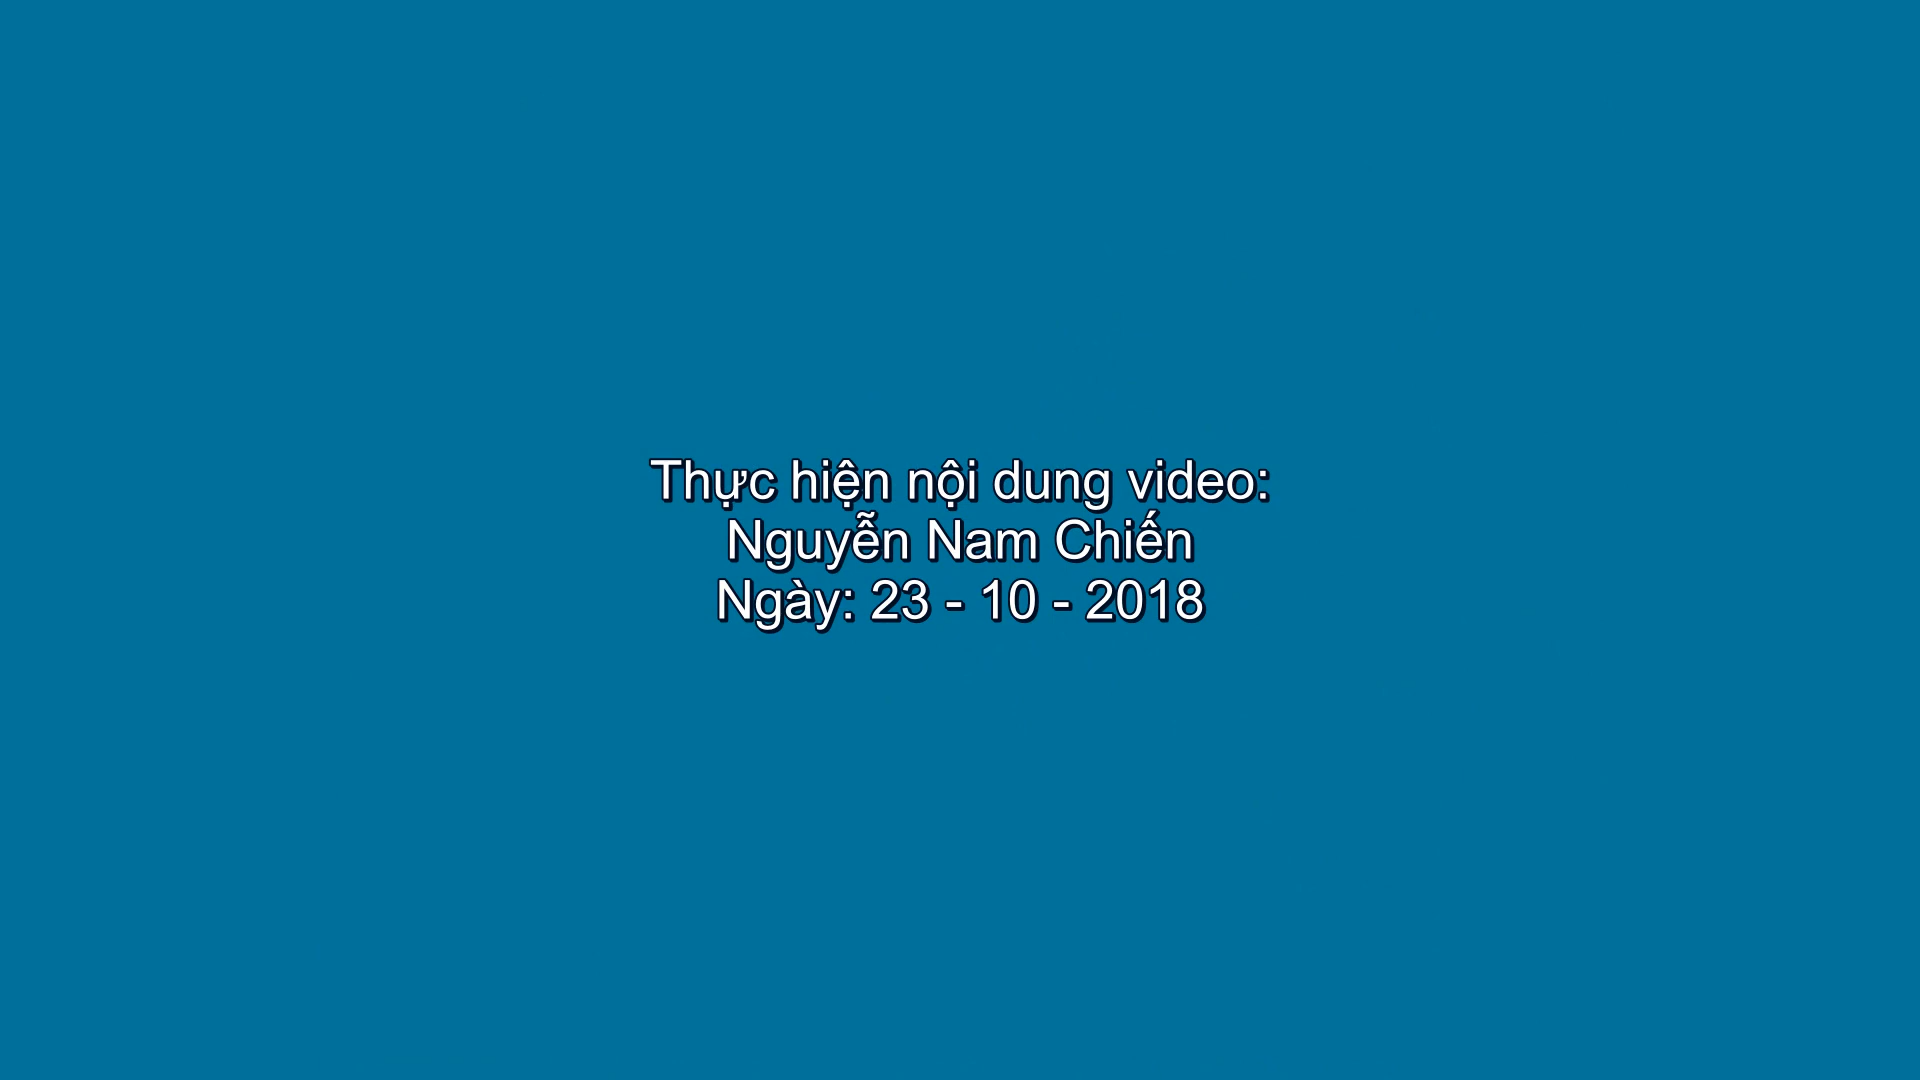 Thực hiện nội dung video:
Nguyễn Nam Chiến
Ngày: 23 - 10 - 2018